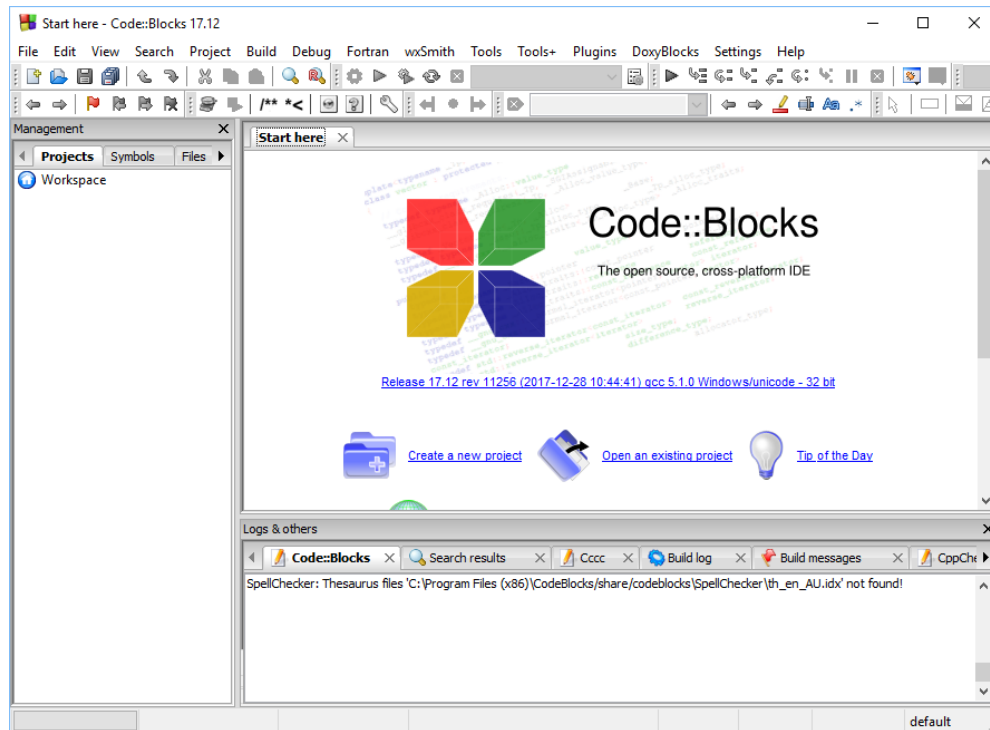 Start here - Code::Blocks 17.12
File Edit View Search Project Build Debug Fortran wxSmith Tools Tools+ Plugins DoxyBlocks Settings Help
/** *<
.*
Management
Projects Symbols Files
Workspace
Start here
Code::Blocks
The open source, cross-platform IDE
Release 17.12 rev 11256 (2017-12-28 10:44:41) gcc 5.1.0 Windows/unicode - 32 bit
Create a new project Open an existing project Tip of the Day
Logs & others
Code::Blocks Search results Cccc Build log Build messages CppChe
SpellChecker: Thesaurus files 'C:\Program Files (x86)\CodeBlocks/share/codeblocks\SpellChecker\th_en_AU.idx' not found!
default